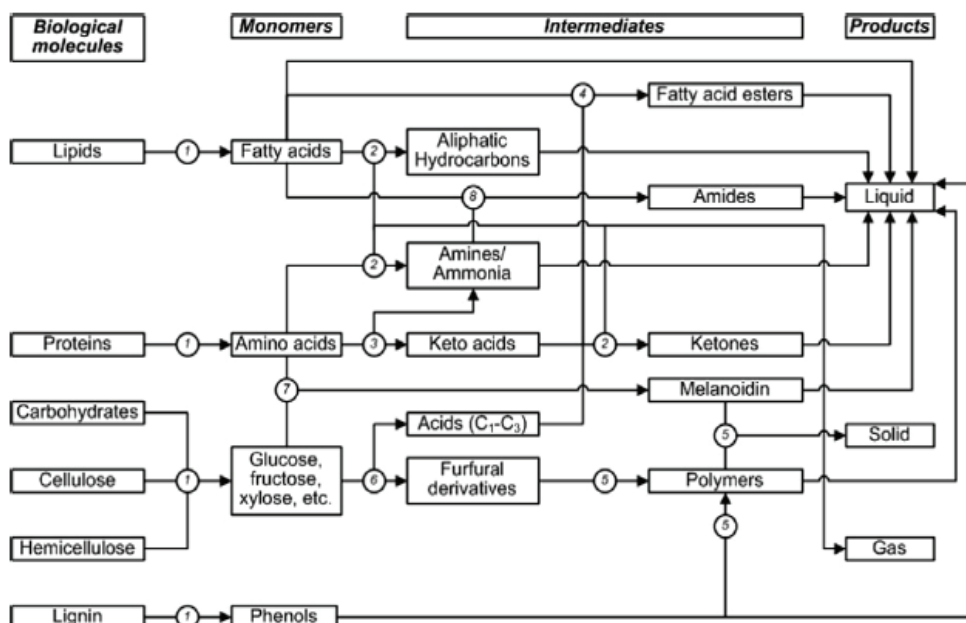 Biological
molecules
Monomers
Intermediates
Products
4
Fatty acid esters
Lipids
1
Fatty acids
2
Aliphatic
Hydrocarbons
8
Amides
Liquid
2
Amines/
Ammonia
Proteins
1
Amino acids
3
Keto acids
2
Ketones
7
Melanoidin
Carbohydrates
Acids (C₁-C₃)
5
Solid
Cellulose
1
Glucose,
fructose,
xylose, etc.
6
Furfural
derivatives
5
Polymers
5
Hemicellulose
Gas
Lignin
1
Phenols